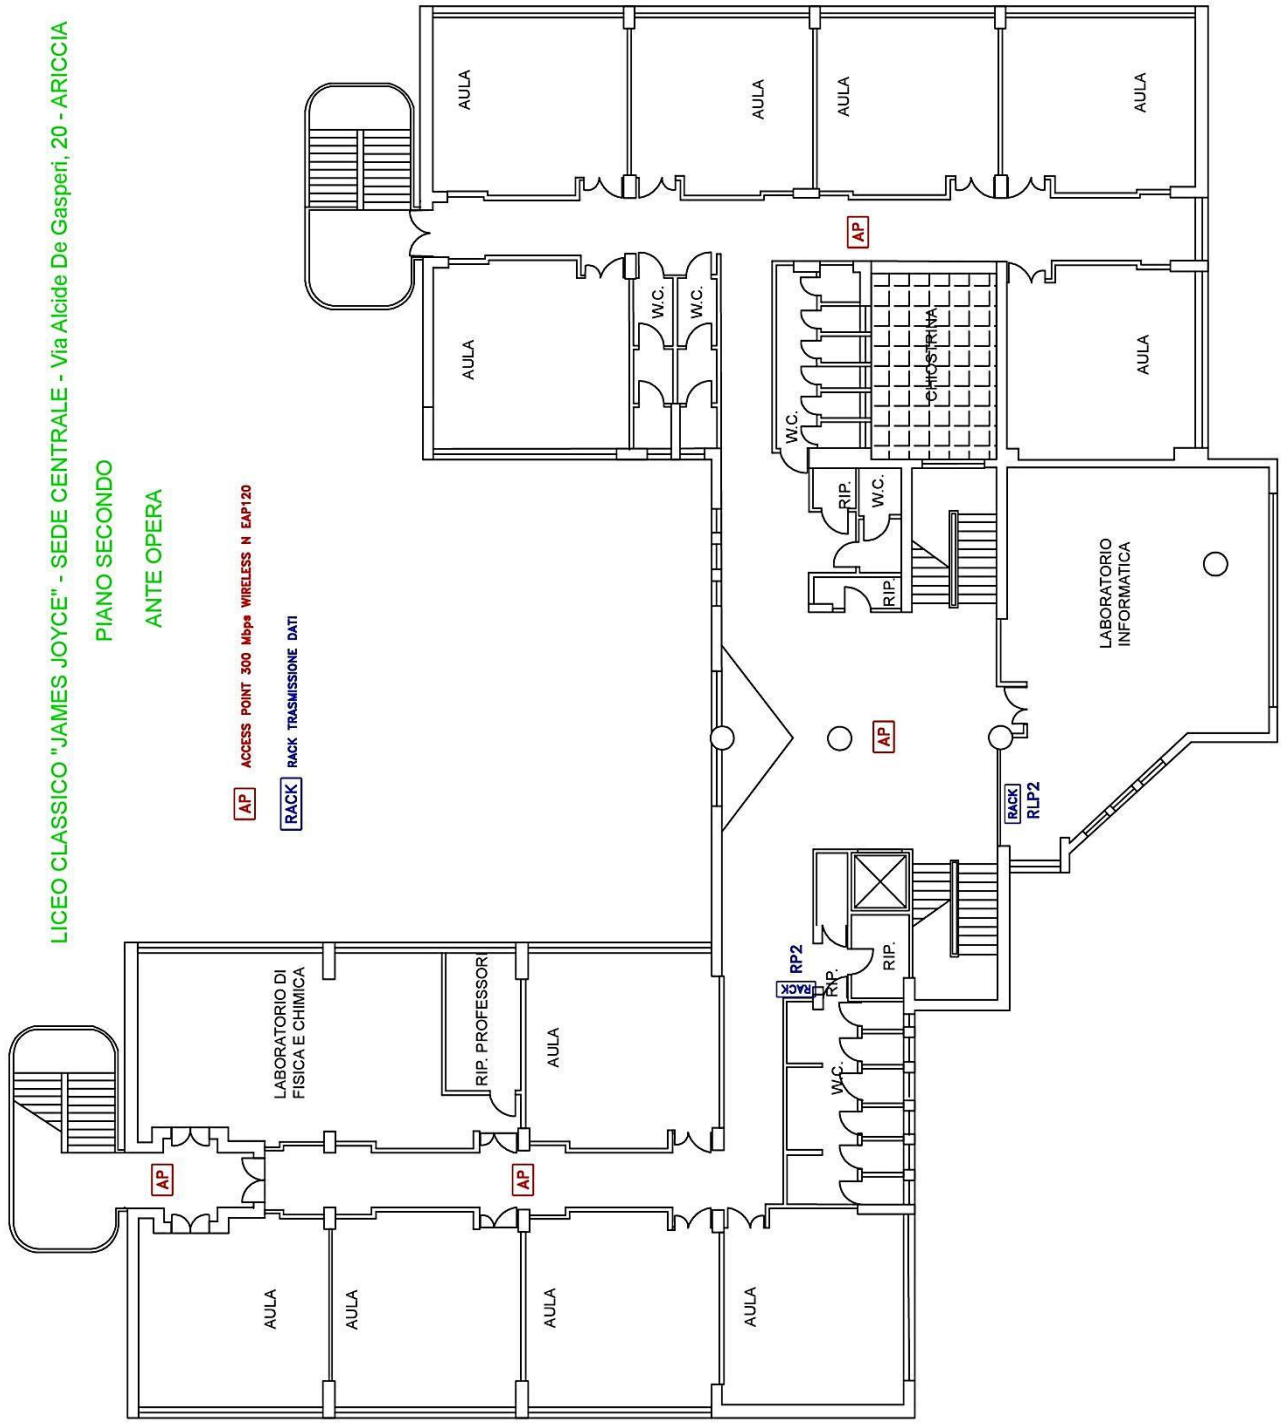 LICEO CLASSICO "JAMES JOYCE" - SEDE CENTRALE - Via Alcide De Gasperi, 20 - ARICCIA
PIANO SECONDO
ANTE OPERA
AP ACCESS POINT 300 Mbps WIRELESS N EAP120
RACK RACK TRASMISSIONE DATI
AP
AULA
LABORATORIO DI
FISICA E CHIMICA
AULA
AULA
AULA
RIP. PROFESSORI
AP
AULA
AULA
W.C.
W.C.
AULA
AULA
W.C.
RACK
RP2
RIP.
W.C.
RIP.
AULA
AP
W.C.
AP
RIP.
RIP.
CHIOSTRINA
RACK
RLP2
LABORATORIO
INFORMATICA
AULA
AULA